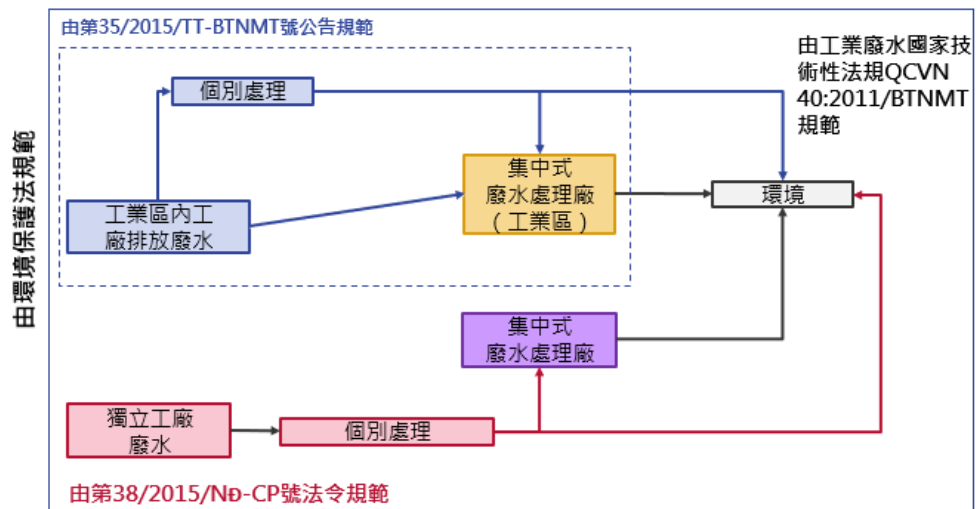 由環境保護法規範
由第35/2015/TT-BTNMT號公告規範
個別處理
工業區內工
廠排放廢水
集中式
廢水處理廠
(工業區)
由工業廢水國家技
術性法規QCVN
40:2011/BTNMT
規範
環境
集中式
廢水處理廠
獨立工廠
廢水
個別處理
由第38/2015/NĐ-CP號法令規範